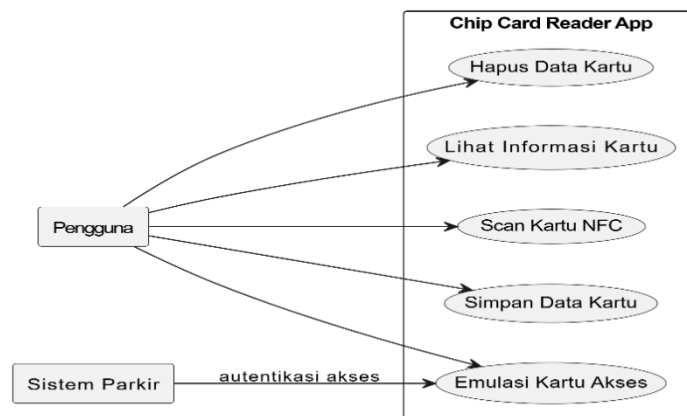 Chip Card Reader App
Hapus Data Kartu
Lihat Informasi Kartu
Pengguna
Scan Kartu NFC
Simpan Data Kartu
Sistem Parkir
autentikasi akses
Emulasi Kartu Akses